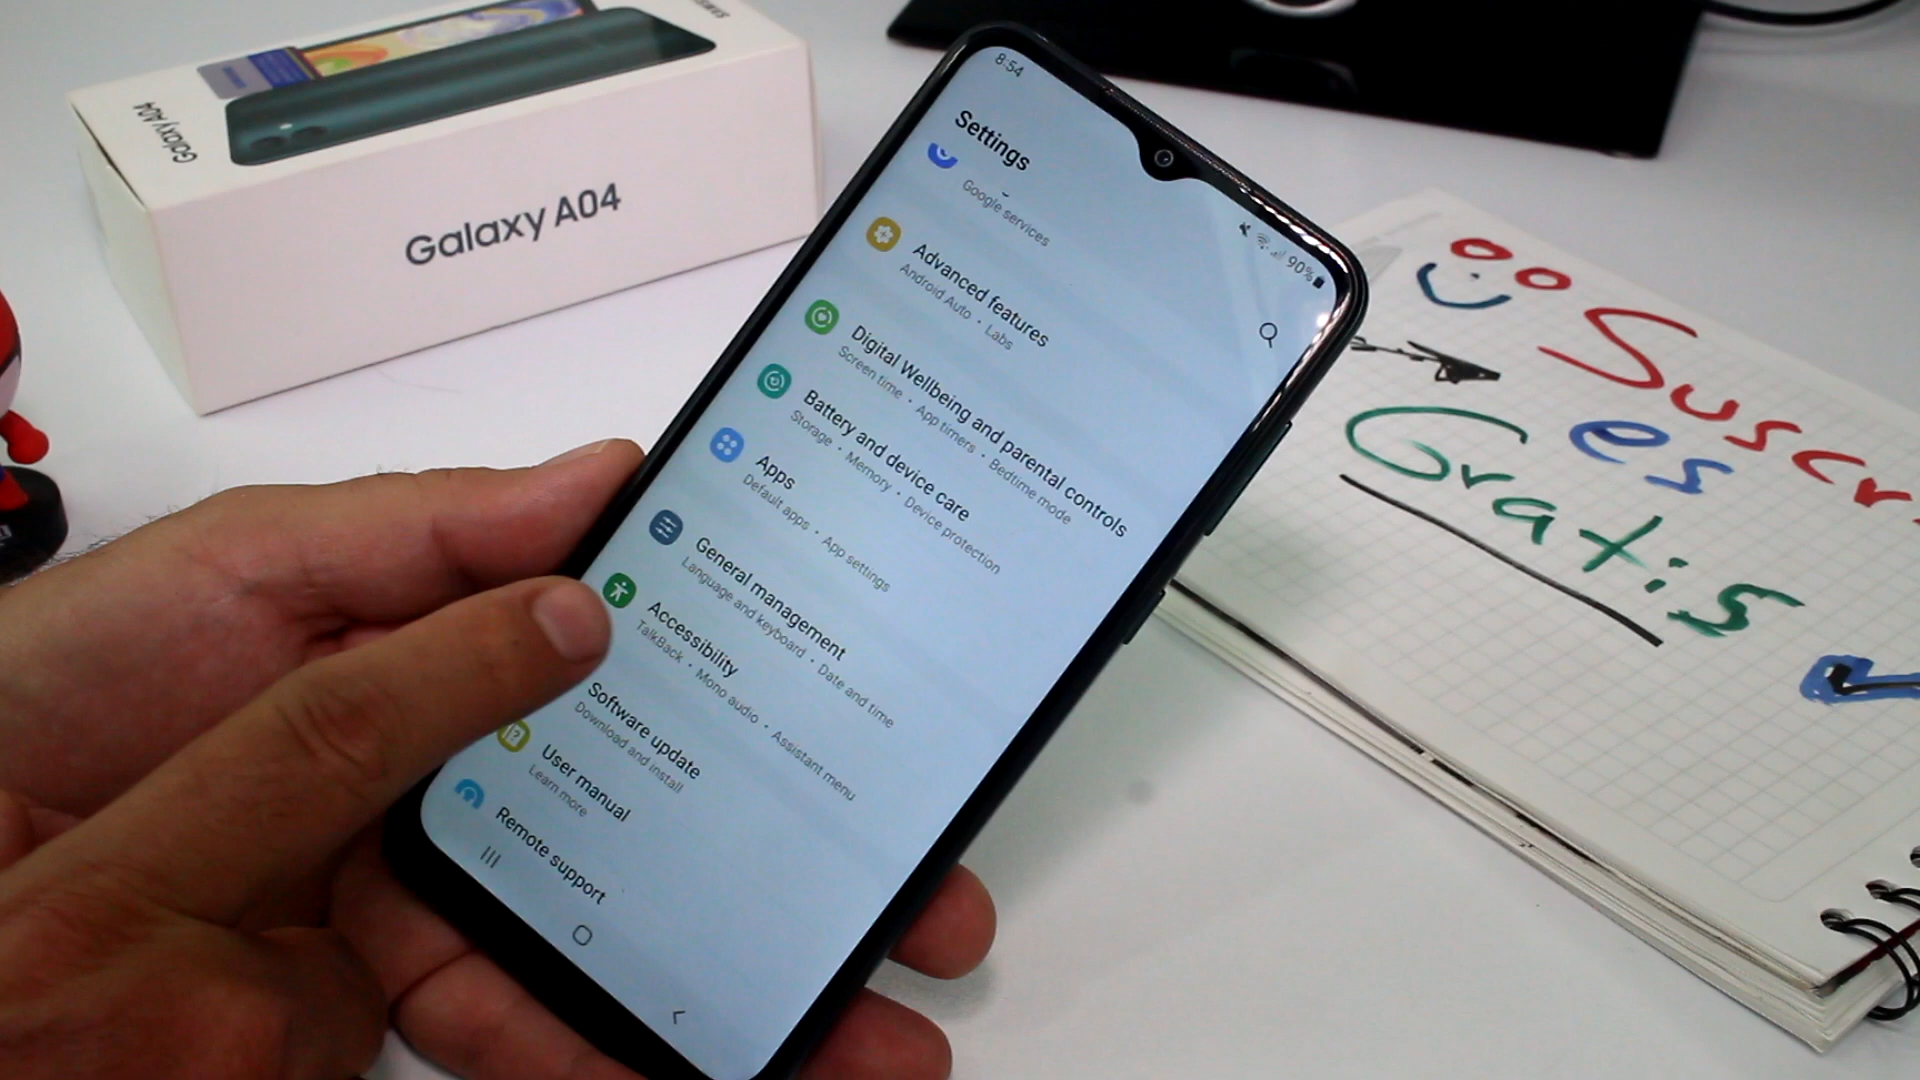 SAMSUNG
Galaxy A04
Galaxy A04
8:54
90%
Settings
Google services
Advanced features
Android Auto • Labs
Digital Wellbeing and parental controls
Screen time • App timers • Bedtime mode
Battery and device care
Storage • Memory • Device protection
Apps
Default apps • App settings
General management
Language and keyboard • Date and time
Accessibility
TalkBack • Mono audio • Assistant menu
Software update
Download and install
User manual
Learn more
Remote support
Suscr
es
Gratis